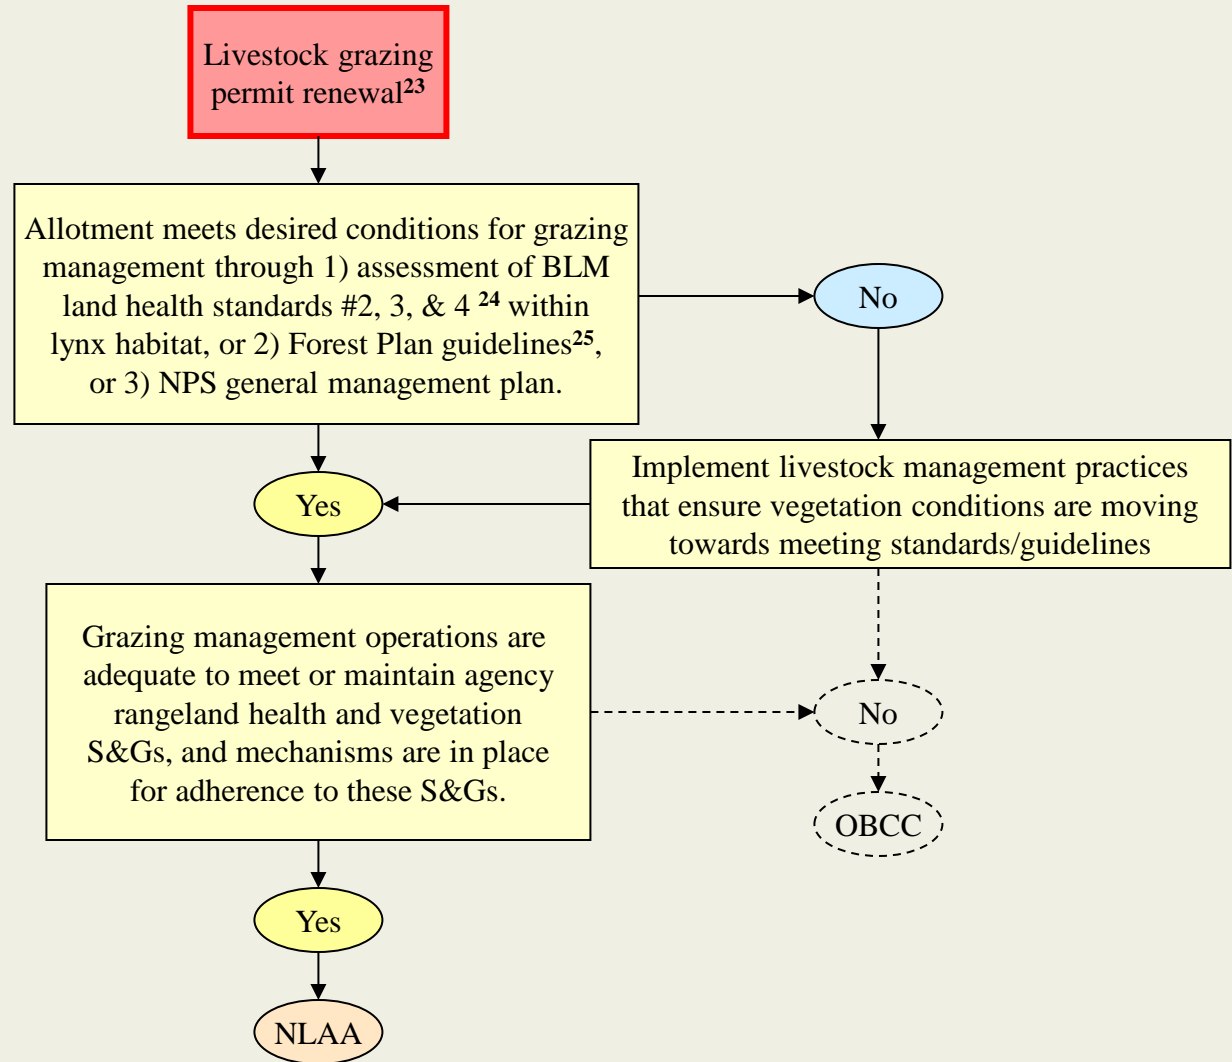 Livestock grazing
permit renewal23
Allotment meets desired conditions for grazing
management through 1) assessment of BLM
land health standards #2, 3, & 4 24 within
lynx habitat, or 2) Forest Plan guidelines25,
or 3) NPS general management plan.
No
Yes
Implement livestock management practices
that ensure vegetation conditions are moving
towards meeting standards/guidelines
Grazing management operations are
adequate to meet or maintain agency
rangeland health and vegetation
S&Gs, and mechanisms are in place
for adherence to these S&Gs.
No
OBCC
Yes
NLAA